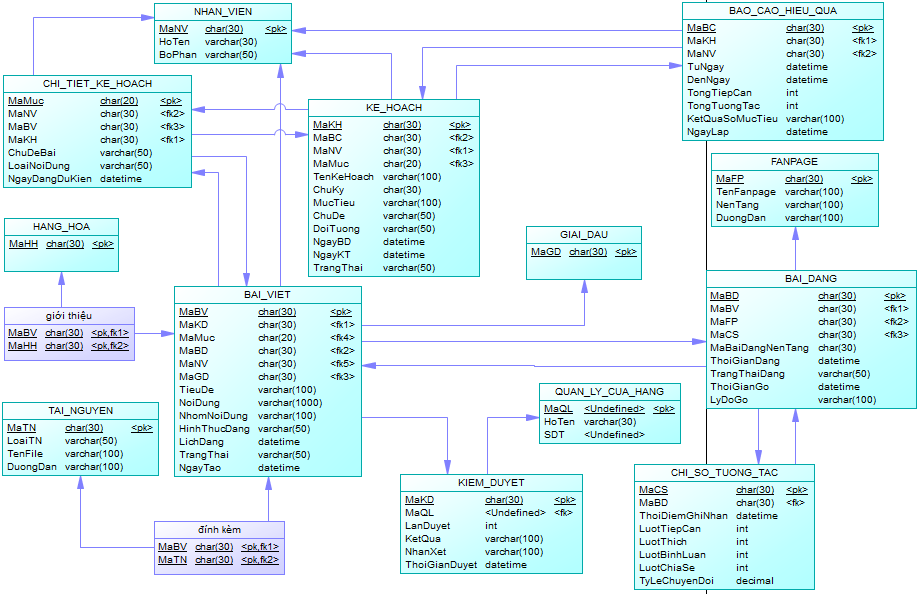 NHAN_VIEN
MaNV char(30) <pk>
HoTen varchar(30)
BoPhan varchar(50)
BAO_CAO_HIEU_QUA
MaBC char(30) <pk>
MaKH char(30) <fk1>
MaNV char(30) <fk2>
TuNgay datetime
DenNgay datetime
TongTiepCan int
TongTuongTac int
KetQuaSoMucTieu varchar(100)
NgayLap datetime
CHI_TIET_KE_HOACH
MaMuc char(20) <pk>
MaNV char(30) <fk2>
MaBV char(30) <fk3>
MaKH char(30) <fk1>
ChuDeBai varchar(50)
LoaiNoiDung varchar(50)
NgayDangDuKien datetime
KE_HOACH
MaKH char(30) <pk>
MaBC char(30) <fk2>
MaNV char(30) <fk1>
MaMuc char(20) <fk3>
TenKeHoach varchar(100)
ChuKy char(30)
MucTieu varchar(100)
ChuDe varchar(50)
DoiTuong varchar(50)
NgayBD datetime
NgayKT datetime
TrangThai varchar(50)
FANPAGE
MaFP char(30) <pk>
TenFanpage varchar(100)
NenTang varchar(100)
DuongDan varchar(100)
HANG_HOA
MaHH char(30) <pk>
GIAI_DAU
MaGD char(30) <pk>
giới thiệu
MaBV char(30) <pk,fk1>
MaHH char(30) <pk,fk2>
BAI_VIET
MaBV char(30) <pk>
MaKD char(30) <fk1>
MaMuc char(20) <fk4>
MaBD char(30) <fk2>
MaNV char(30) <fk5>
MaGD char(30) <fk3>
TieuDe varchar(100)
NoiDung varchar(1000)
NhomNoiDung varchar(100)
HinhThucDang varchar(50)
LichDang datetime
TrangThai varchar(50)
NgayTao datetime
BAI_DANG
MaBD char(30) <pk>
MaBV char(30) <fk1>
MaFP char(30) <fk2>
MaCS char(30) <fk3>
MaBaiDangNenTang char(30)
ThoiGianDang datetime
TrangThaiDang varchar(50)
ThoiGianGo datetime
LyDoGo varchar(100)
TAI_NGUYEN
MaTN char(30) <pk>
LoaiTN varchar(50)
TenFile varchar(100)
DuongDan varchar(100)
QUAN_LY_CUA_HANG
MaQL <Undefined> <pk>
HoTen varchar(30)
SDT <Undefined>
đính kèm
MaBV char(30) <pk,fk1>
MaTN char(30) <pk,fk2>
KIEM_DUYET
MaKD char(30) <pk>
MaQL <Undefined> <fk>
LanDuyet int
KetQua varchar(100)
NhanXet varchar(100)
ThoiGianDuyet datetime
CHI_SO_TUONG_TAC
MaCS char(30) <pk>
MaBD char(30) <fk>
ThoiDiemGhiNhan datetime
LuotTiepCan int
LuotThich int
LuotBinhLuan int
LuotChiaSe int
TyLeChuyenDoi decimal